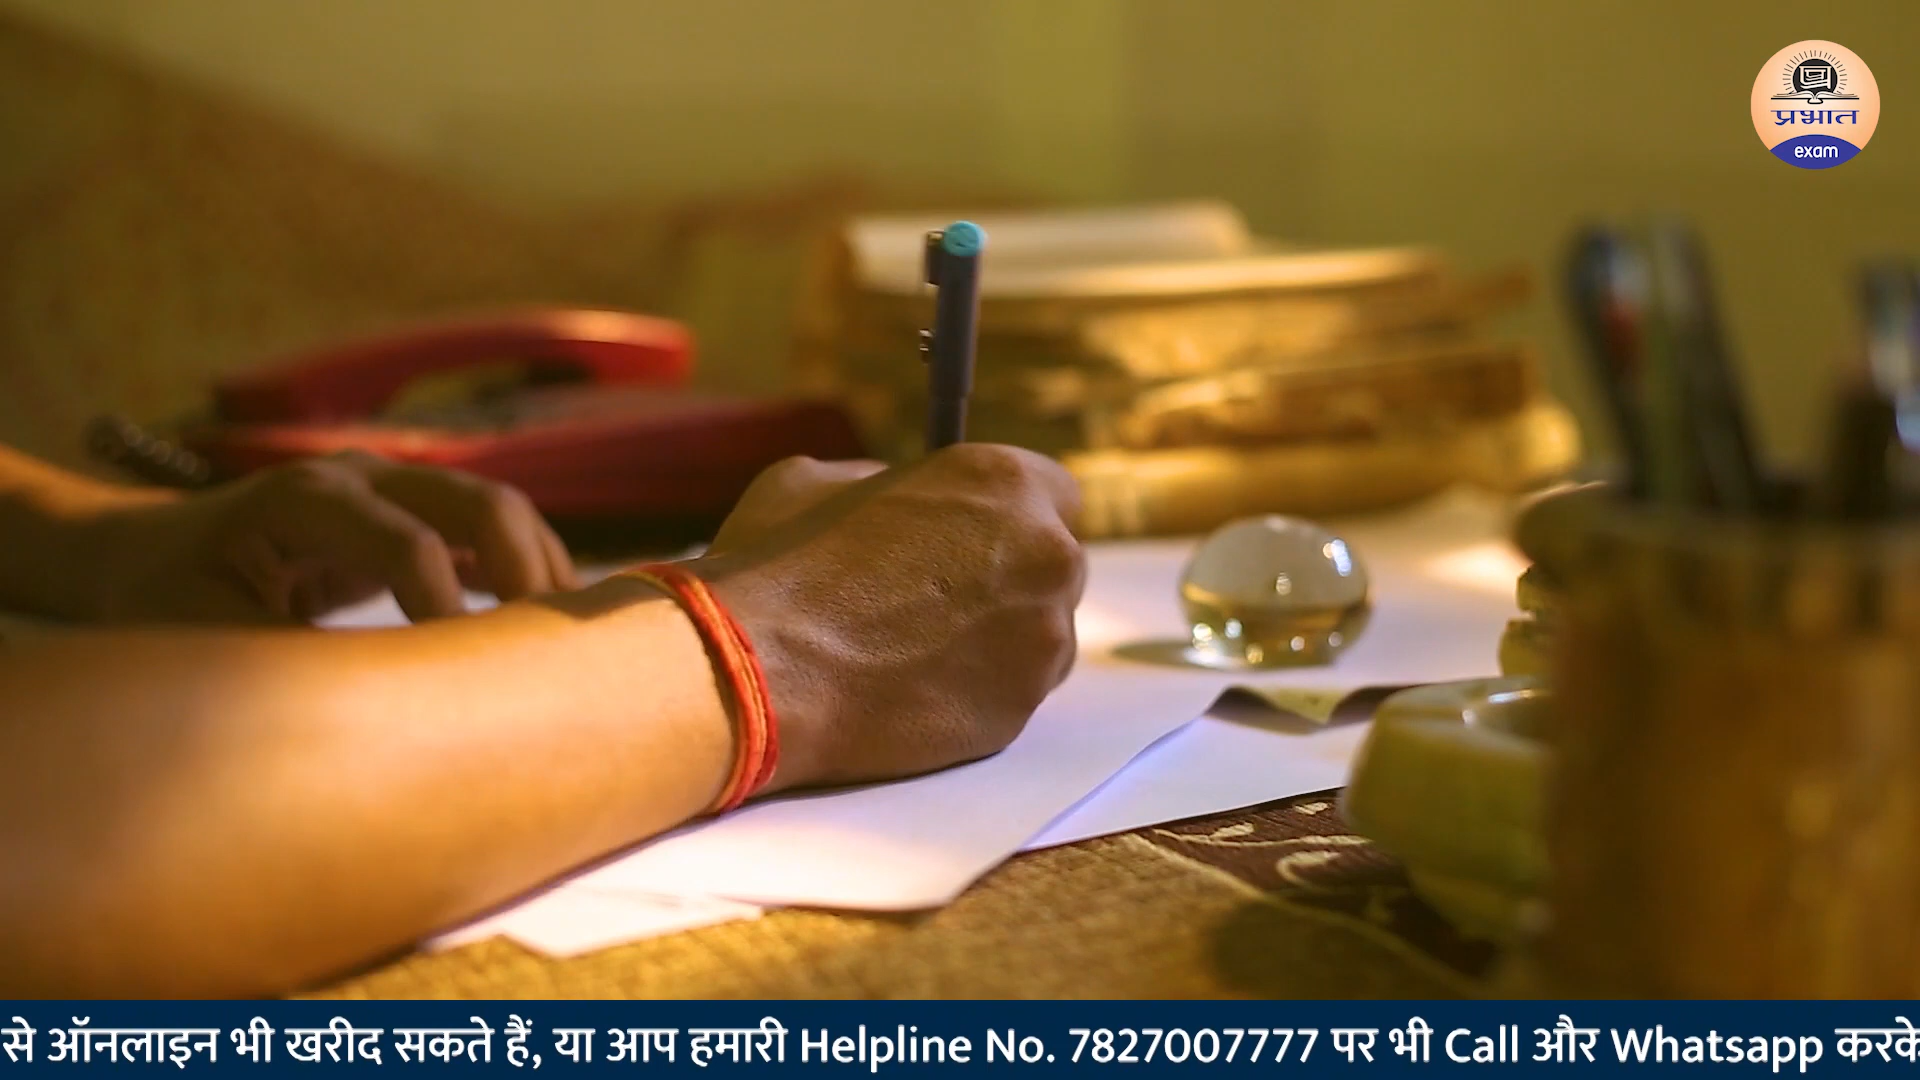 प्रभात
exam
से ऑनलाइन भी खरीद सकते हैं, या आप हमारी Helpline No. 7827007777 पर भी Call और Whatsapp करके